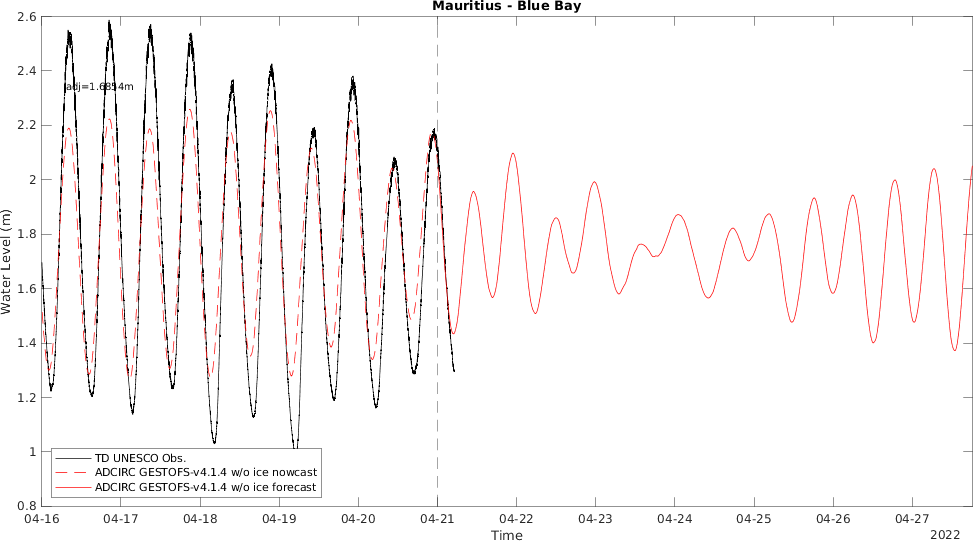 Mauritius - Blue Bay
2.6
2.4
2.2
2
1.8
1.6
1.4
1.2
1
0.8
Water Level (m)
adj=1.6854m
TD UNESCO Obs.
ADCIRC GESTOFS-v4.1.4 w/o ice nowcast
ADCIRC GESTOFS-v4.1.4 w/o ice forecast
04-16 04-17 04-18 04-19 04-20 04-21 04-22 04-23 04-24 04-25 04-26 04-27
Time
2022